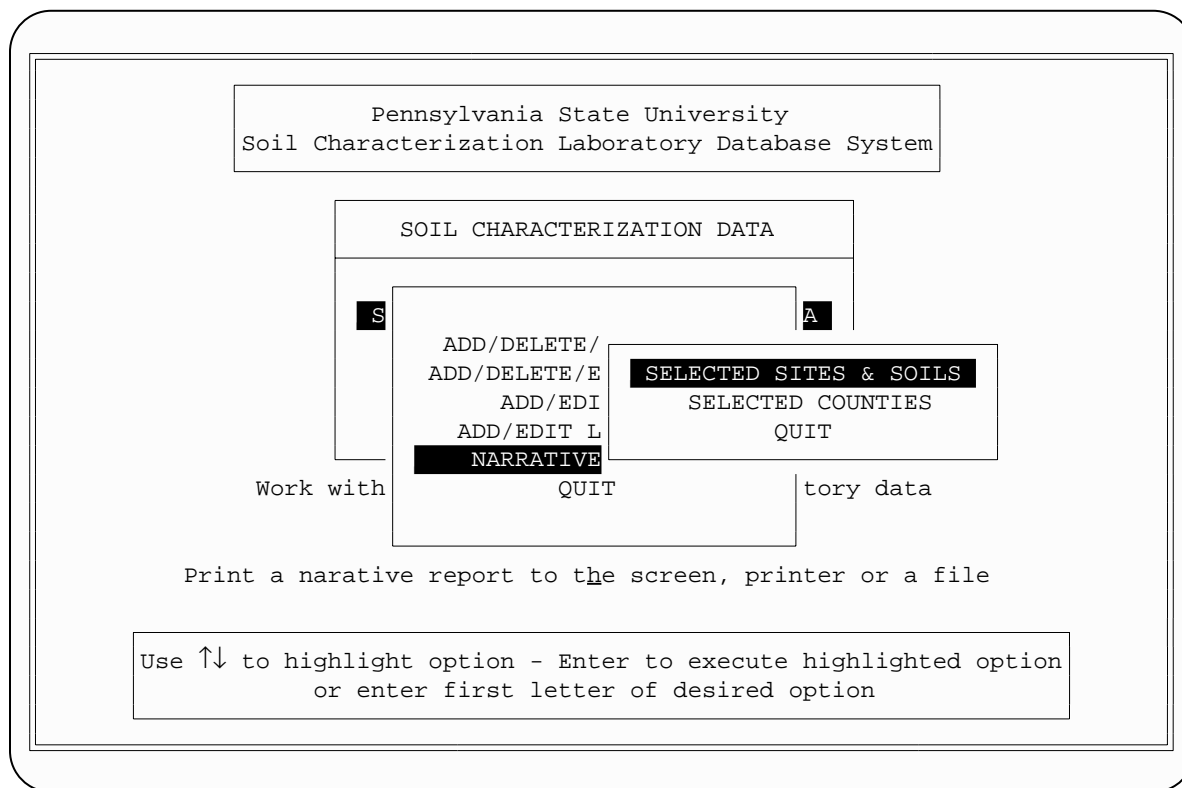 Pennsylvania State University
Soil Characterization Laboratory Database System
SOIL CHARACTERIZATION DATA
S A
ADD/DELETE/
ADD/DELETE/E SELECTED SITES & SOILS
ADD/EDI SELECTED COUNTIES
ADD/EDIT L QUIT
NARRATIVE
Work with QUIT tory data
Print a narative report to the screen, printer or a file
Use ↑↓ to highlight option - Enter to execute highlighted option
or enter first letter of desired option